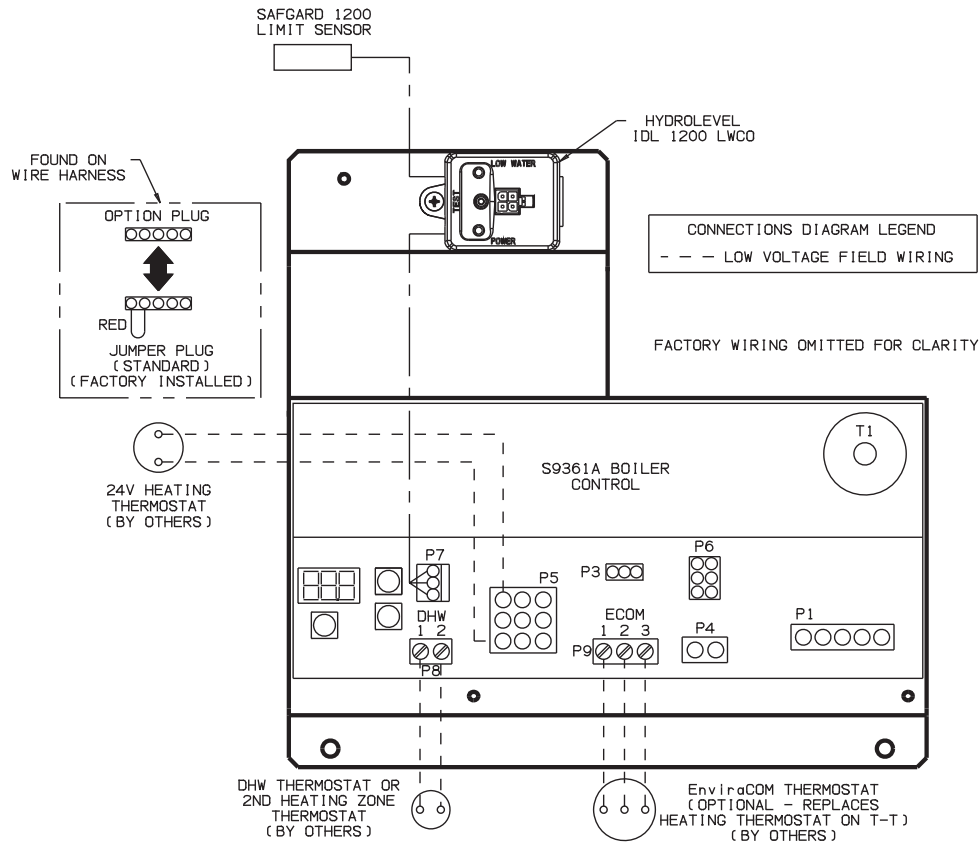 SAFGARD 1200
LIMIT SENSOR
HYDROLEVEL
IDL 1200 LWCO
FOUND ON
WIRE HARNESS
OPTION PLUG
RED
JUMPER PLUG
(STANDARD)
(FACTORY INSTALLED)
LOW WATER
TEST
POWER
CONNECTIONS DIAGRAM LEGEND
- - - LOW VOLTAGE FIELD WIRING
FACTORY WIRING OMITTED FOR CLARITY
24V HEATING
THERMOSTAT
(BY OTHERS)
S9361A BOILER
CONTROL
T1
P7
P5
P3
P6
DHW
1 2
P8
ECOM
1 2 3
P9
P4
P1
DHW THERMOSTAT OR
2ND HEATING ZONE
THERMOSTAT
(BY OTHERS)
EnviraCOM THERMOSTAT
(OPTIONAL - REPLACES
HEATING THERMOSTAT ON T-T)
(BY OTHERS)